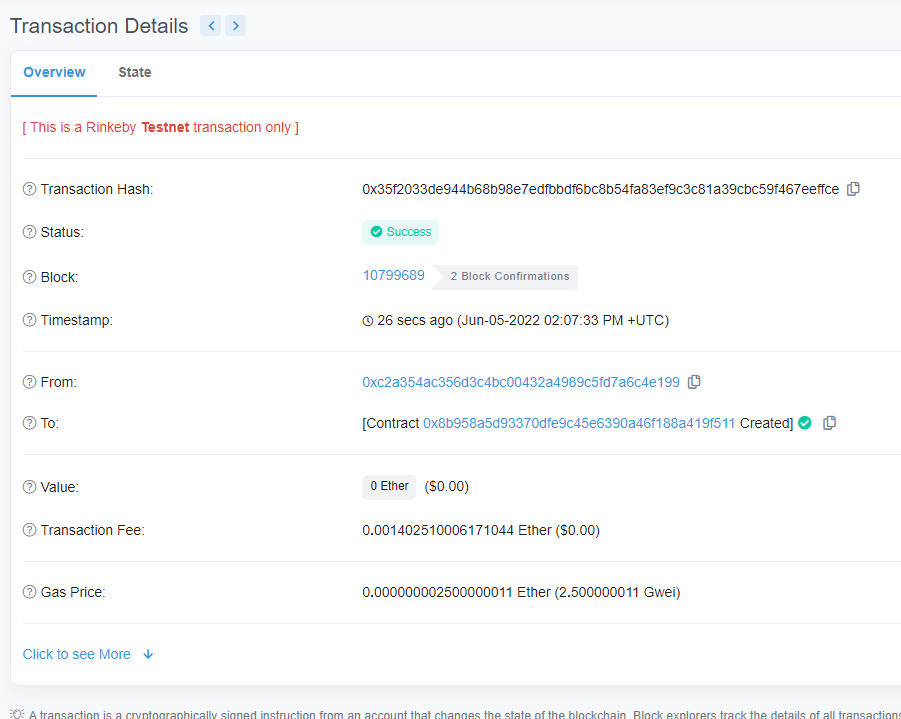 Transaction Details
Overview State
[ This is a Rinkeby Testnet transaction only ]
Transaction Hash: 0x35f2033de944b68b98e7edfbbdf6bc8b54fa83ef9c3c81a39cbc59f467eeffce
Status: Success
Block: 10799689 2 Block Confirmations
Timestamp: 26 secs ago (Jun-05-2022 02:07:33 PM +UTC)
From: 0xc2a354ac356d3c4bc00432a4989c5fd7a6c4e199
To: [Contract 0x8b958a5d93370dfe9c45e6390a46f188a419f511 Created]
Value: 0 Ether ($0.00)
Transaction Fee: 0.001402510006171044 Ether ($0.00)
Gas Price: 0.000000002500000011 Ether (2.500000011 Gwei)
Click to see More
A transaction is a cryptographically signed instruction from an account that changes the state of the blockchain. Block explorers track the details of all transactions